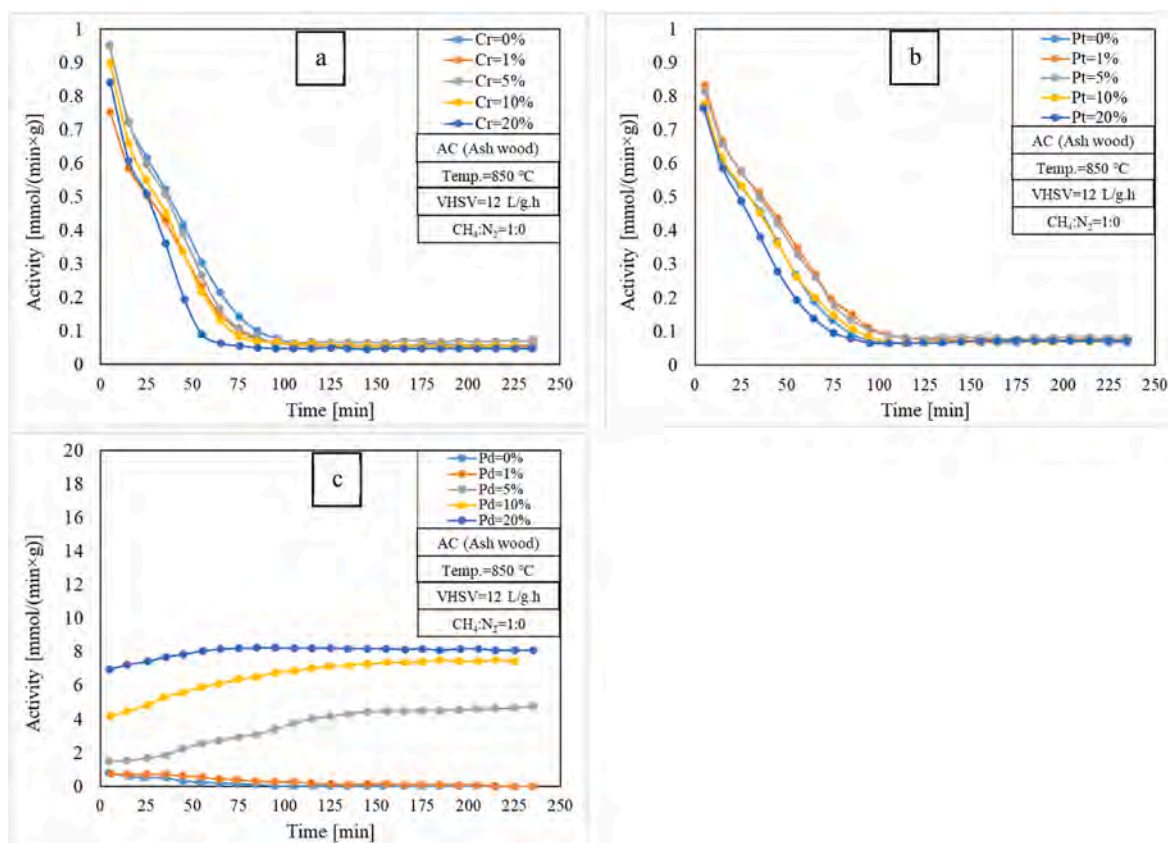 a
Cr=0%
Cr=1%
Cr=5%
Cr=10%
Cr=20%
AC (Ash wood)
Temp.=850 °C
VHSV=12 L/g.h
CH₄:N₂=1:0
Activity [mmol/(min×g)]
1
0.9
0.8
0.7
0.6
0.5
0.4
0.3
0.2
0.1
0
0 25 50 75 100 125 150 175 200 225 250
Time [min]
b
Pt=0%
Pt=1%
Pt=5%
Pt=10%
Pt=20%
AC (Ash wood)
Temp.=850 °C
VHSV=12 L/g.h
CH₄:N₂=1:0
Activity [mmol/(min×g)]
1
0.9
0.8
0.7
0.6
0.5
0.4
0.3
0.2
0.1
0
0 25 50 75 100 125 150 175 200 225 250
Time [min]
c
Pd=0%
Pd=1%
Pd=5%
Pd=10%
Pd=20%
AC (Ash wood)
Temp.=850 °C
VHSV=12 L/g.h
CH₄:N₂=1:0
Activity [mmol/(min×g)]
20
18
16
14
12
10
8
6
4
2
0
0 25 50 75 100 125 150 175 200 225 250
Time [min]